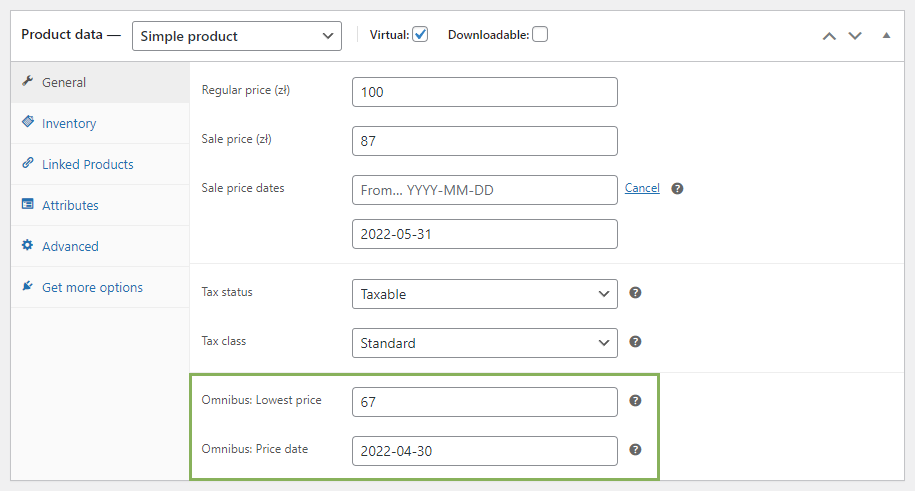 Product data — Simple product Virtual: Downloadable:
General
Inventory
Linked Products
Attributes
Advanced
Get more options
Regular price (zł) 100
Sale price (zł) 87
Sale price dates From... YYYY-MM-DD Cancel ?
2022-05-31
Tax status Taxable ?
Tax class Standard ?
Omnibus: Lowest price 67 ?
Omnibus: Price date 2022-04-30 ?